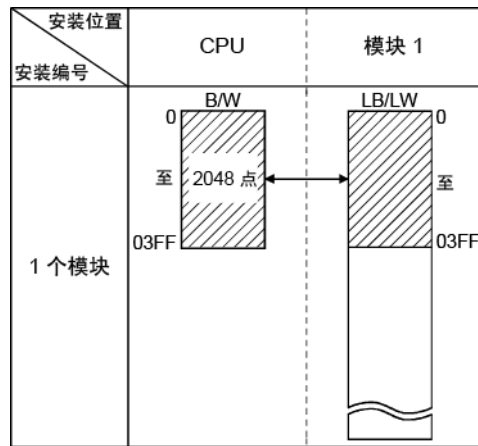 安装位置
安装编号
CPU
模块 1
1 个模块
B/W
0
至
2048 点
03FF
LB/LW
0
至
03FF